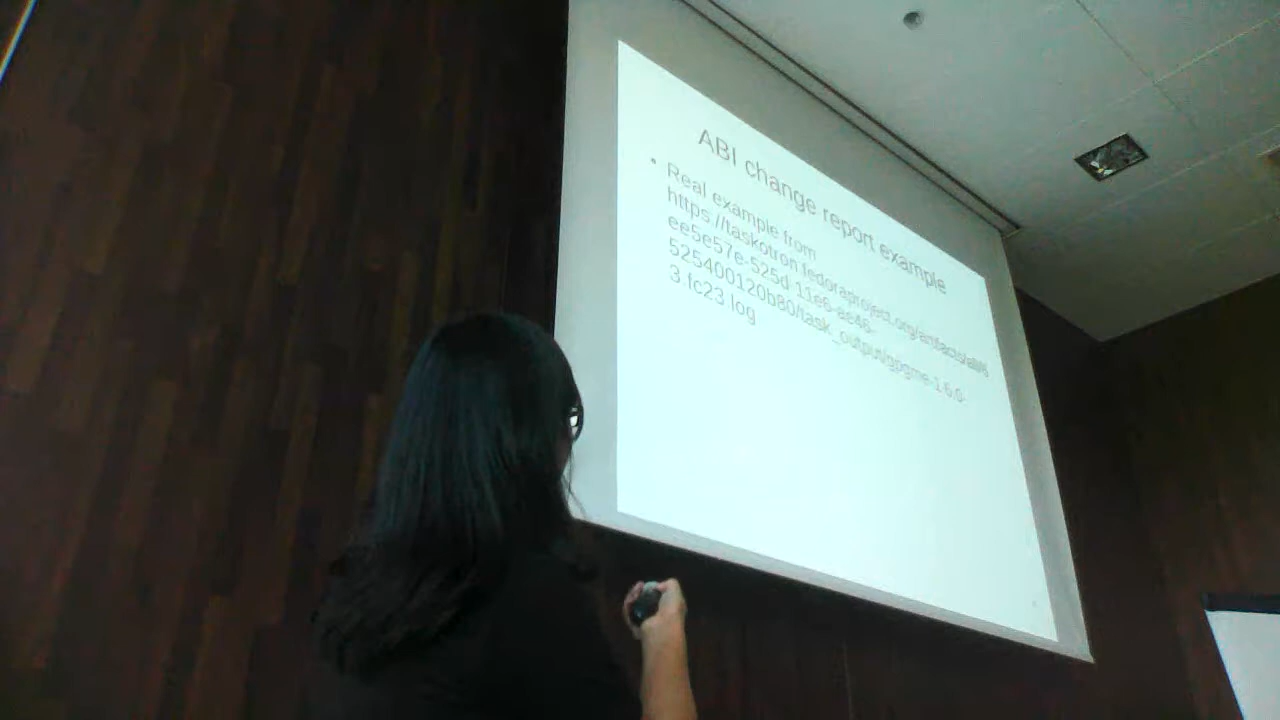 ABI change report example
• Real example from
https://taskotron.fedoraproject.org/artifacts/all/
ee5e57e-525d-11e6-ae46-
525400120b80/task_output/gpgme-1.6.0-
3.fc23.log